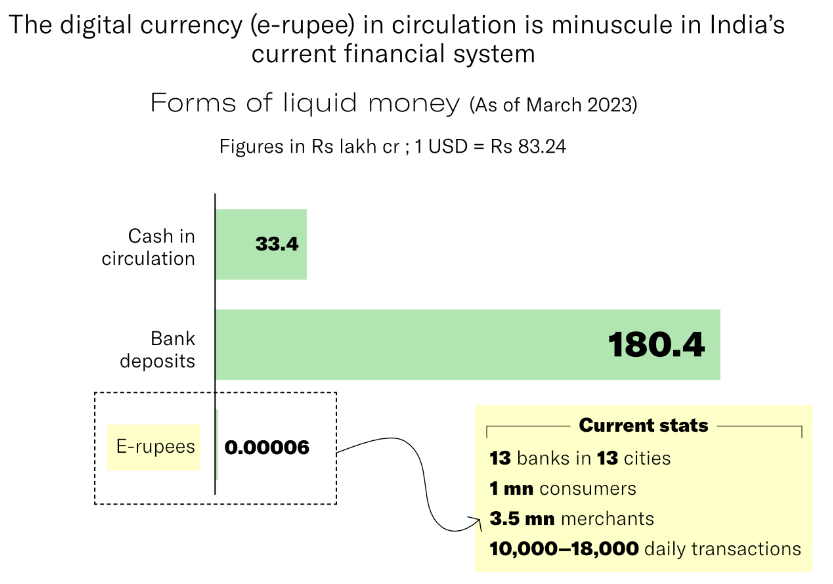 The digital currency (e-rupee) in circulation is minuscule in India’s
current financial system
Forms of liquid money (As of March 2023)
Figures in Rs lakh cr ; 1 USD = Rs 83.24
Cash in
circulation
33.4
Bank
deposits
180.4
E-rupees
0.00006
Current stats
13 banks in 13 cities
1 mn consumers
3.5 mn merchants
10,000–18,000 daily transactions